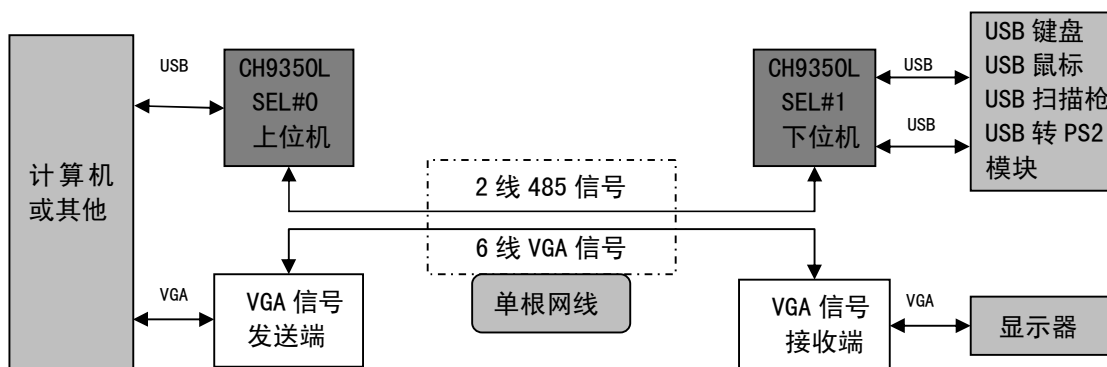 计算机
或其他
USB
CH9350L
SEL#0
上位机
CH9350L
SEL#1
下位机
USB
USB
USB 键盘
USB 鼠标
USB 扫描枪
USB 转 PS2
模块
2 线 485 信号
6 线 VGA 信号
单根网线
VGA
VGA 信号
发送端
VGA 信号
接收端
VGA
显示器